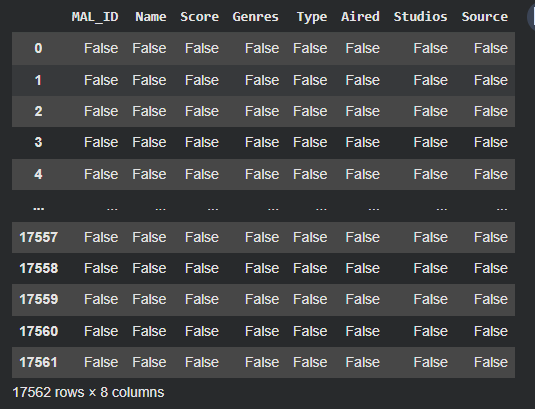 MAL_ID Name Score Genres Type Aired Studios Source
0 False False False False False False False False
1 False False False False False False False False
2 False False False False False False False False
3 False False False False False False False False
4 False False False False False False False False
... ... ... ... ... ... ... ... ...
17557 False False False False False False False False
17558 False False False False False False False False
17559 False False False False False False False False
17560 False False False False False False False False
17561 False False False False False False False False
17562 rows × 8 columns